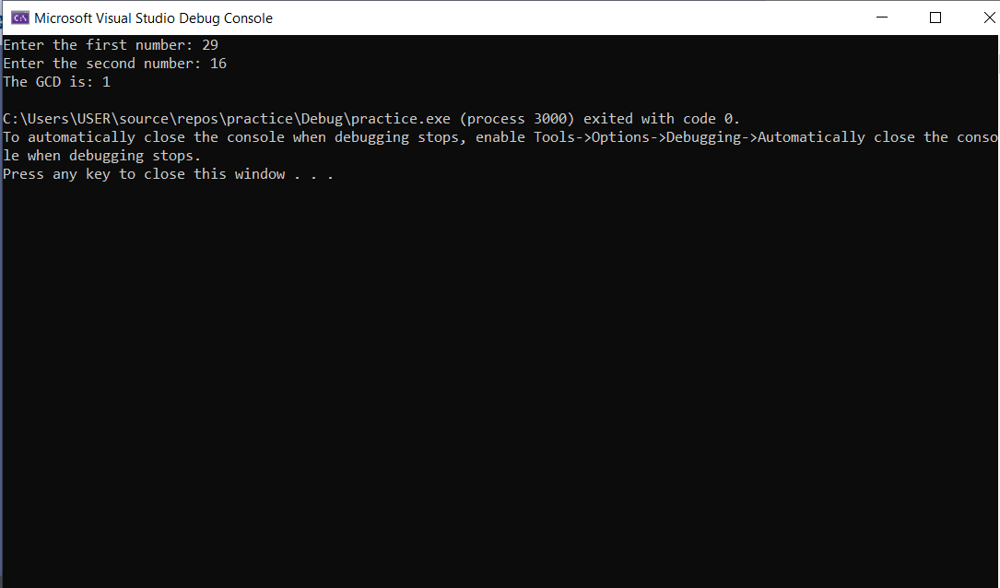 Microsoft Visual Studio Debug Console
Enter the first number: 29
Enter the second number: 16
The GCD is: 1
C:\Users\USER\source\repos\practice\Debug\practice.exe (process 3000) exited with code 0.
To automatically close the console when debugging stops, enable Tools->Options->Debugging->Automatically close the conso
le when debugging stops.
Press any key to close this window . . .